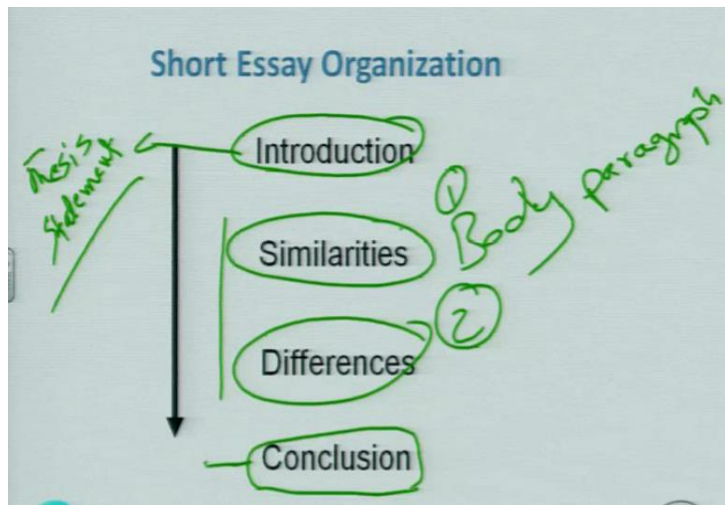 Short Essay Organization
Thesis
statement
Introduction
①
Body paragraph
Similarities
②
Differences
Conclusion